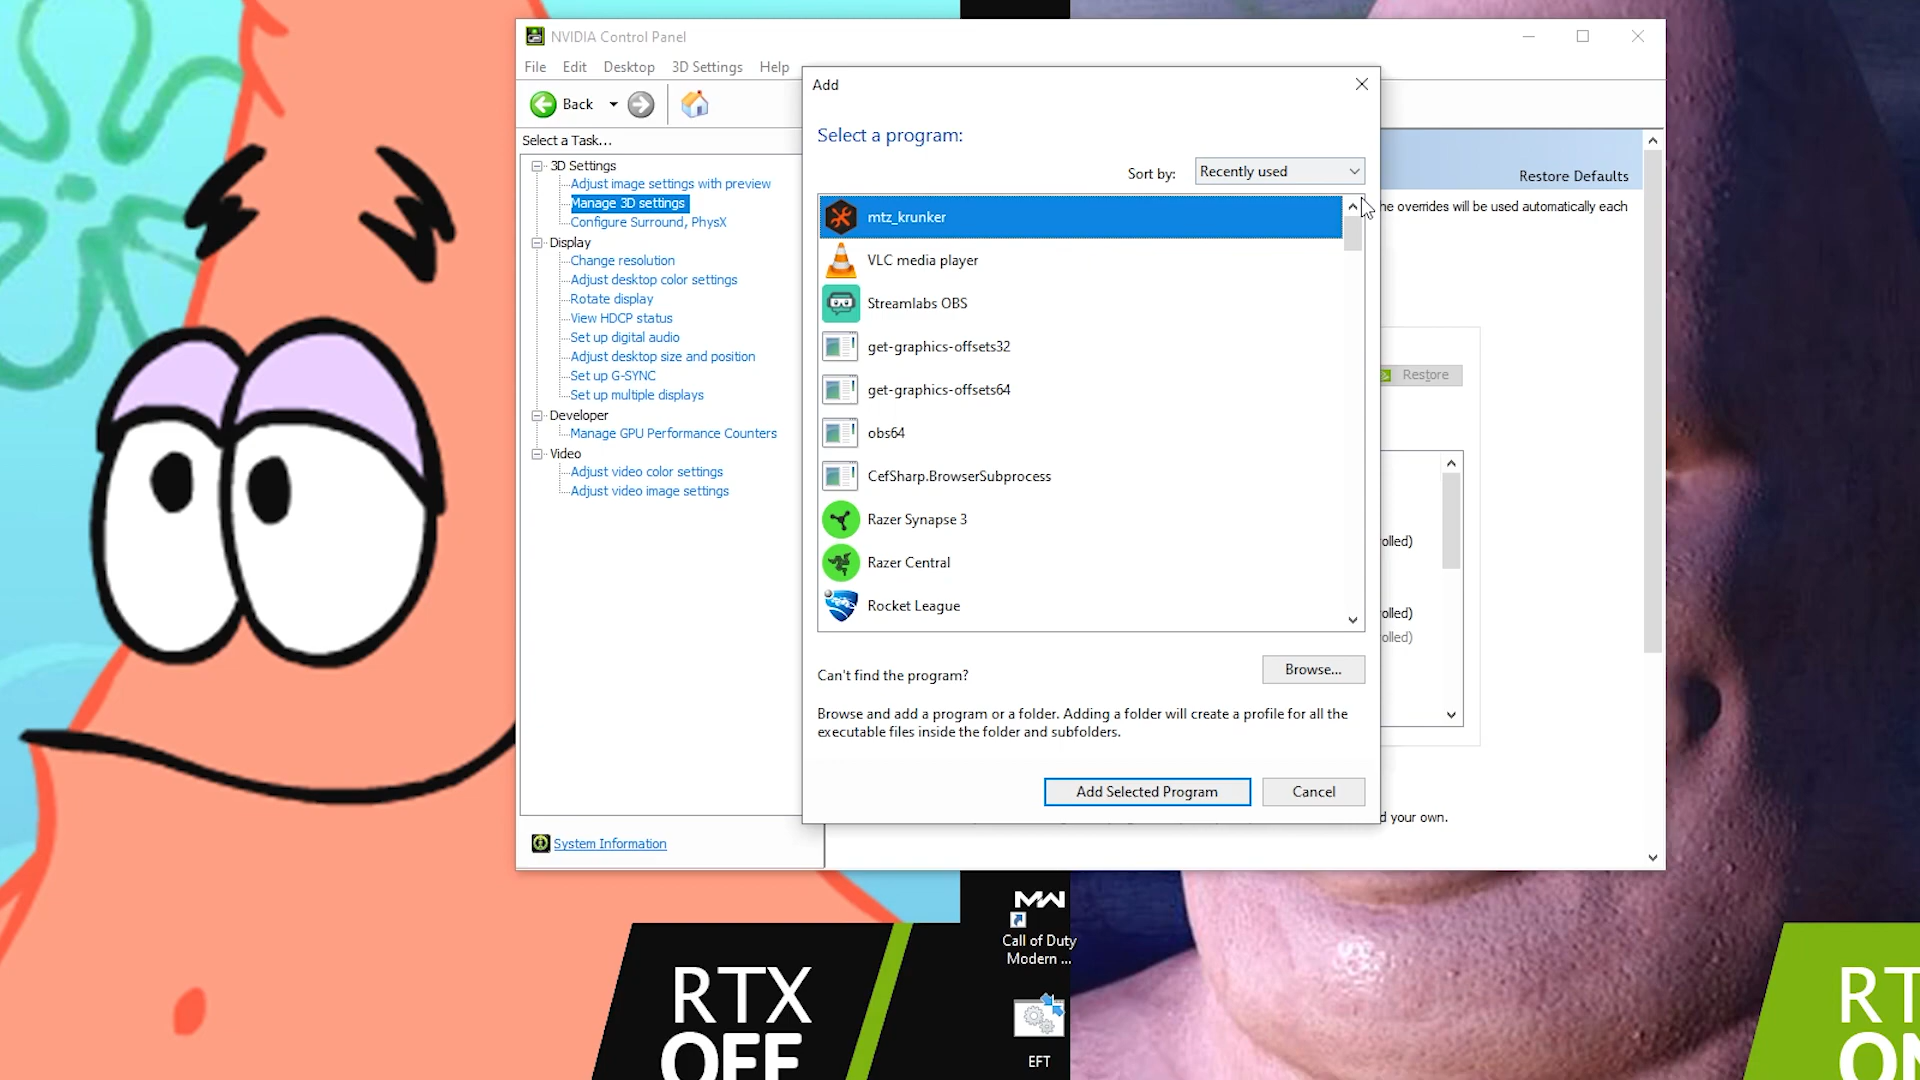 NVIDIA Control Panel
File Edit Desktop 3D Settings Help
Back
Select a Task...
3D Settings
Adjust image settings with preview
Manage 3D settings
Configure Surround, PhysX
Display
Change resolution
Adjust desktop color settings
Rotate display
View HDCP status
Set up digital audio
Adjust desktop size and position
Set up G-SYNC
Set up multiple displays
Developer
Manage GPU Performance Counters
Video
Adjust video color settings
Adjust video image settings
System Information
Add
Select a program:
Sort by: Recently used
mtz_krunker
VLC media player
Streamlabs OBS
get-graphics-offsets32
get-graphics-offsets64
obs64
CefSharp.BrowserSubprocess
Razer Synapse 3
Razer Central
Rocket League
Can't find the program?
Browse...
Browse and add a program or a folder. Adding a folder will create a profile for all the
executable files inside the folder and subfolders.
Add Selected Program Cancel
Restore Defaults
he overrides will be used automatically each
Restore
olled)
olled)
olled)
d your own.
MW
Call of Duty
Modern ...
EFT
RTX
OFF
RT
ON